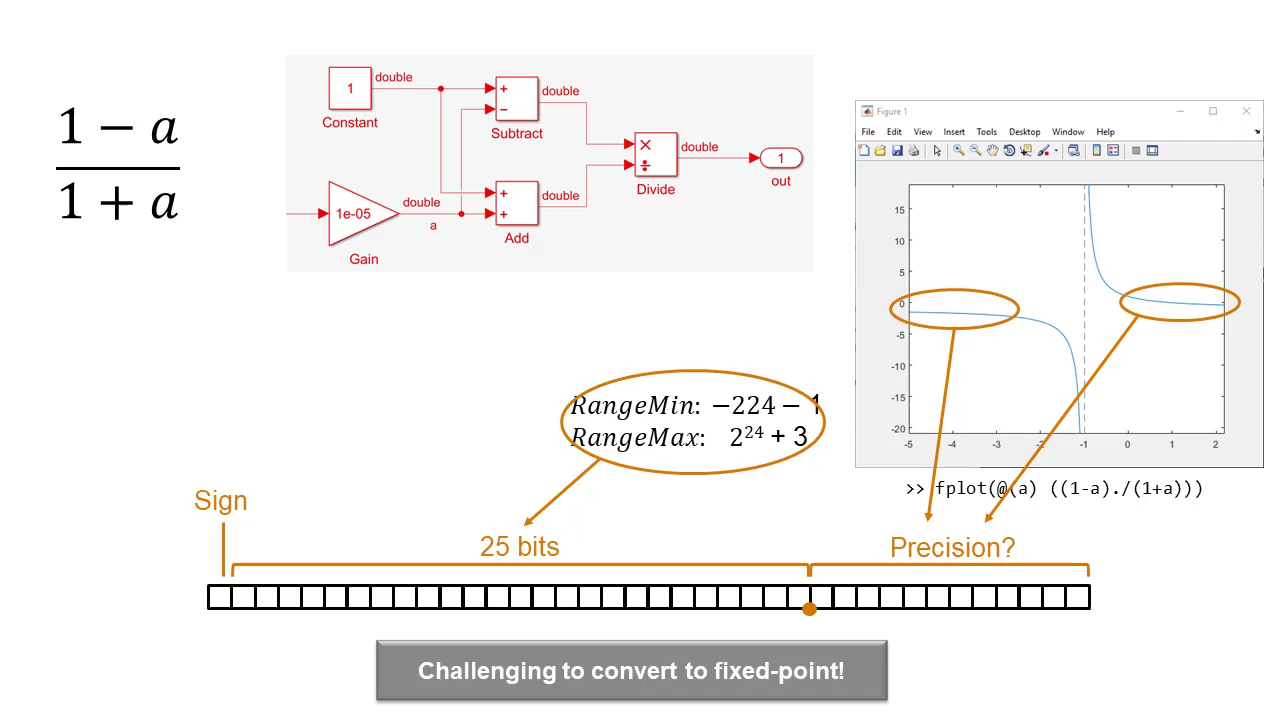 1 − a
1 + a
1
double
Constant
+
−
double
Subtract
1e-05
double
a
Gain
+
+
double
Add
×
÷
double
Divide
1
out
Figure 1
File Edit View Insert Tools Desktop Window Help
15
10
5
0
-5
-10
-15
-20
-5 -4 -3 -2 -1 0 1 2
>> fplot(@(a) ((1-a)./(1+a)))
RangeMin: −224 − 1
RangeMax: 2²⁴ + 3
Sign
25 bits
Precision?
Challenging to convert to fixed-point!